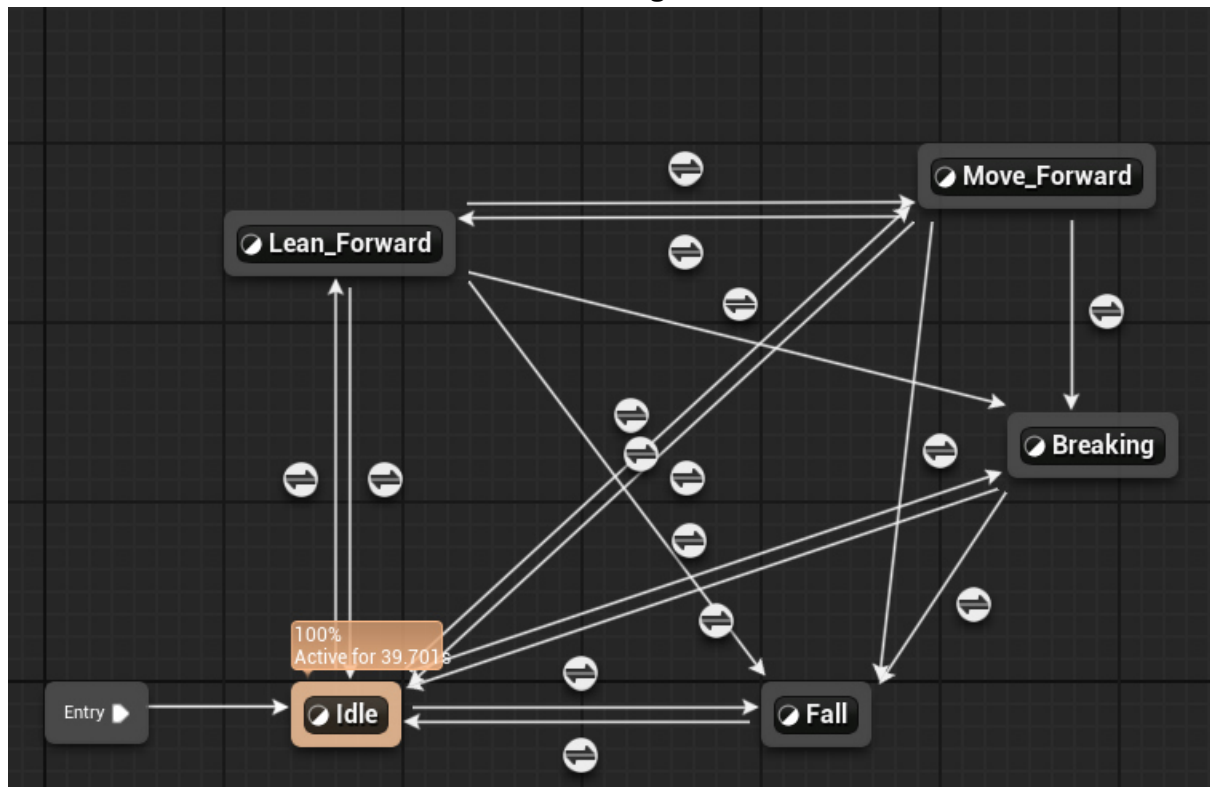 Move_Forward
Lean_Forward
Breaking
100%
Active for 39.701s
Entry
Idle
Fall